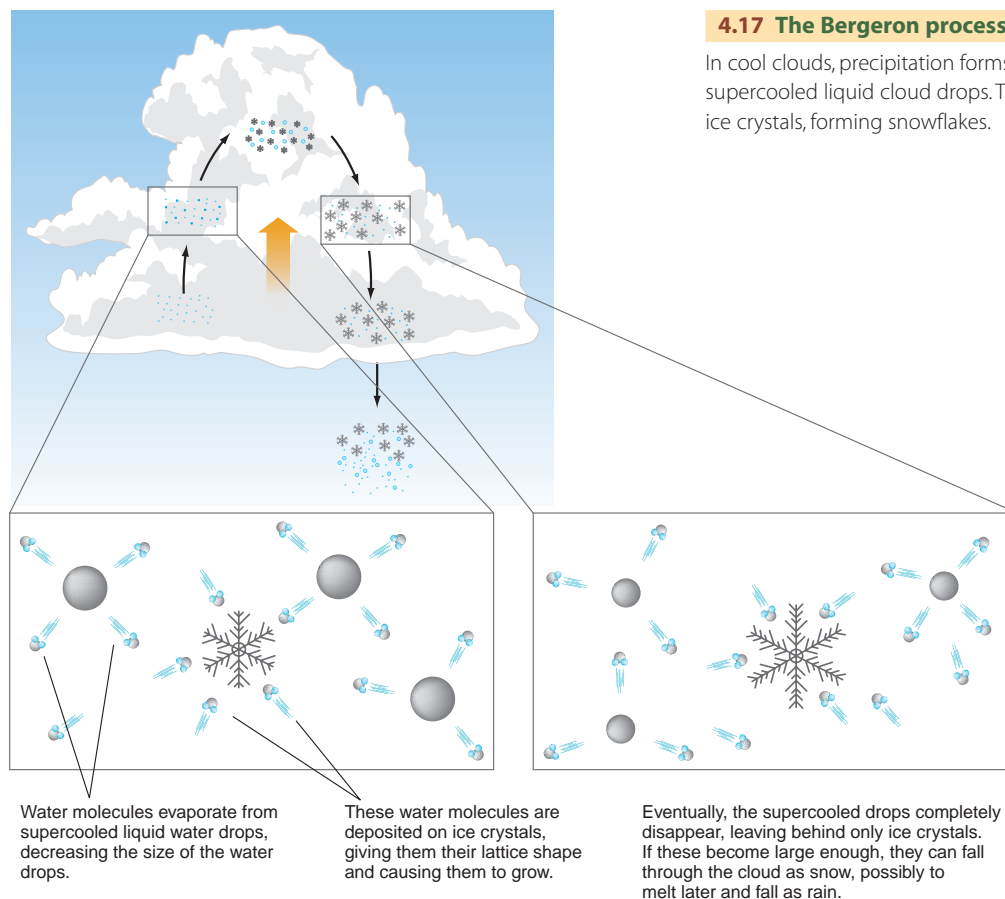 4.17 The Bergeron process
In cool clouds, precipitation forms
supercooled liquid cloud drops. T
ice crystals, forming snowflakes.
Water molecules evaporate from
supercooled liquid water drops,
decreasing the size of the water
drops.
These water molecules are
deposited on ice crystals,
giving them their lattice shape
and causing them to grow.
Eventually, the supercooled drops completely
disappear, leaving behind only ice crystals.
If these become large enough, they can fall
through the cloud as snow, possibly to
melt later and fall as rain.